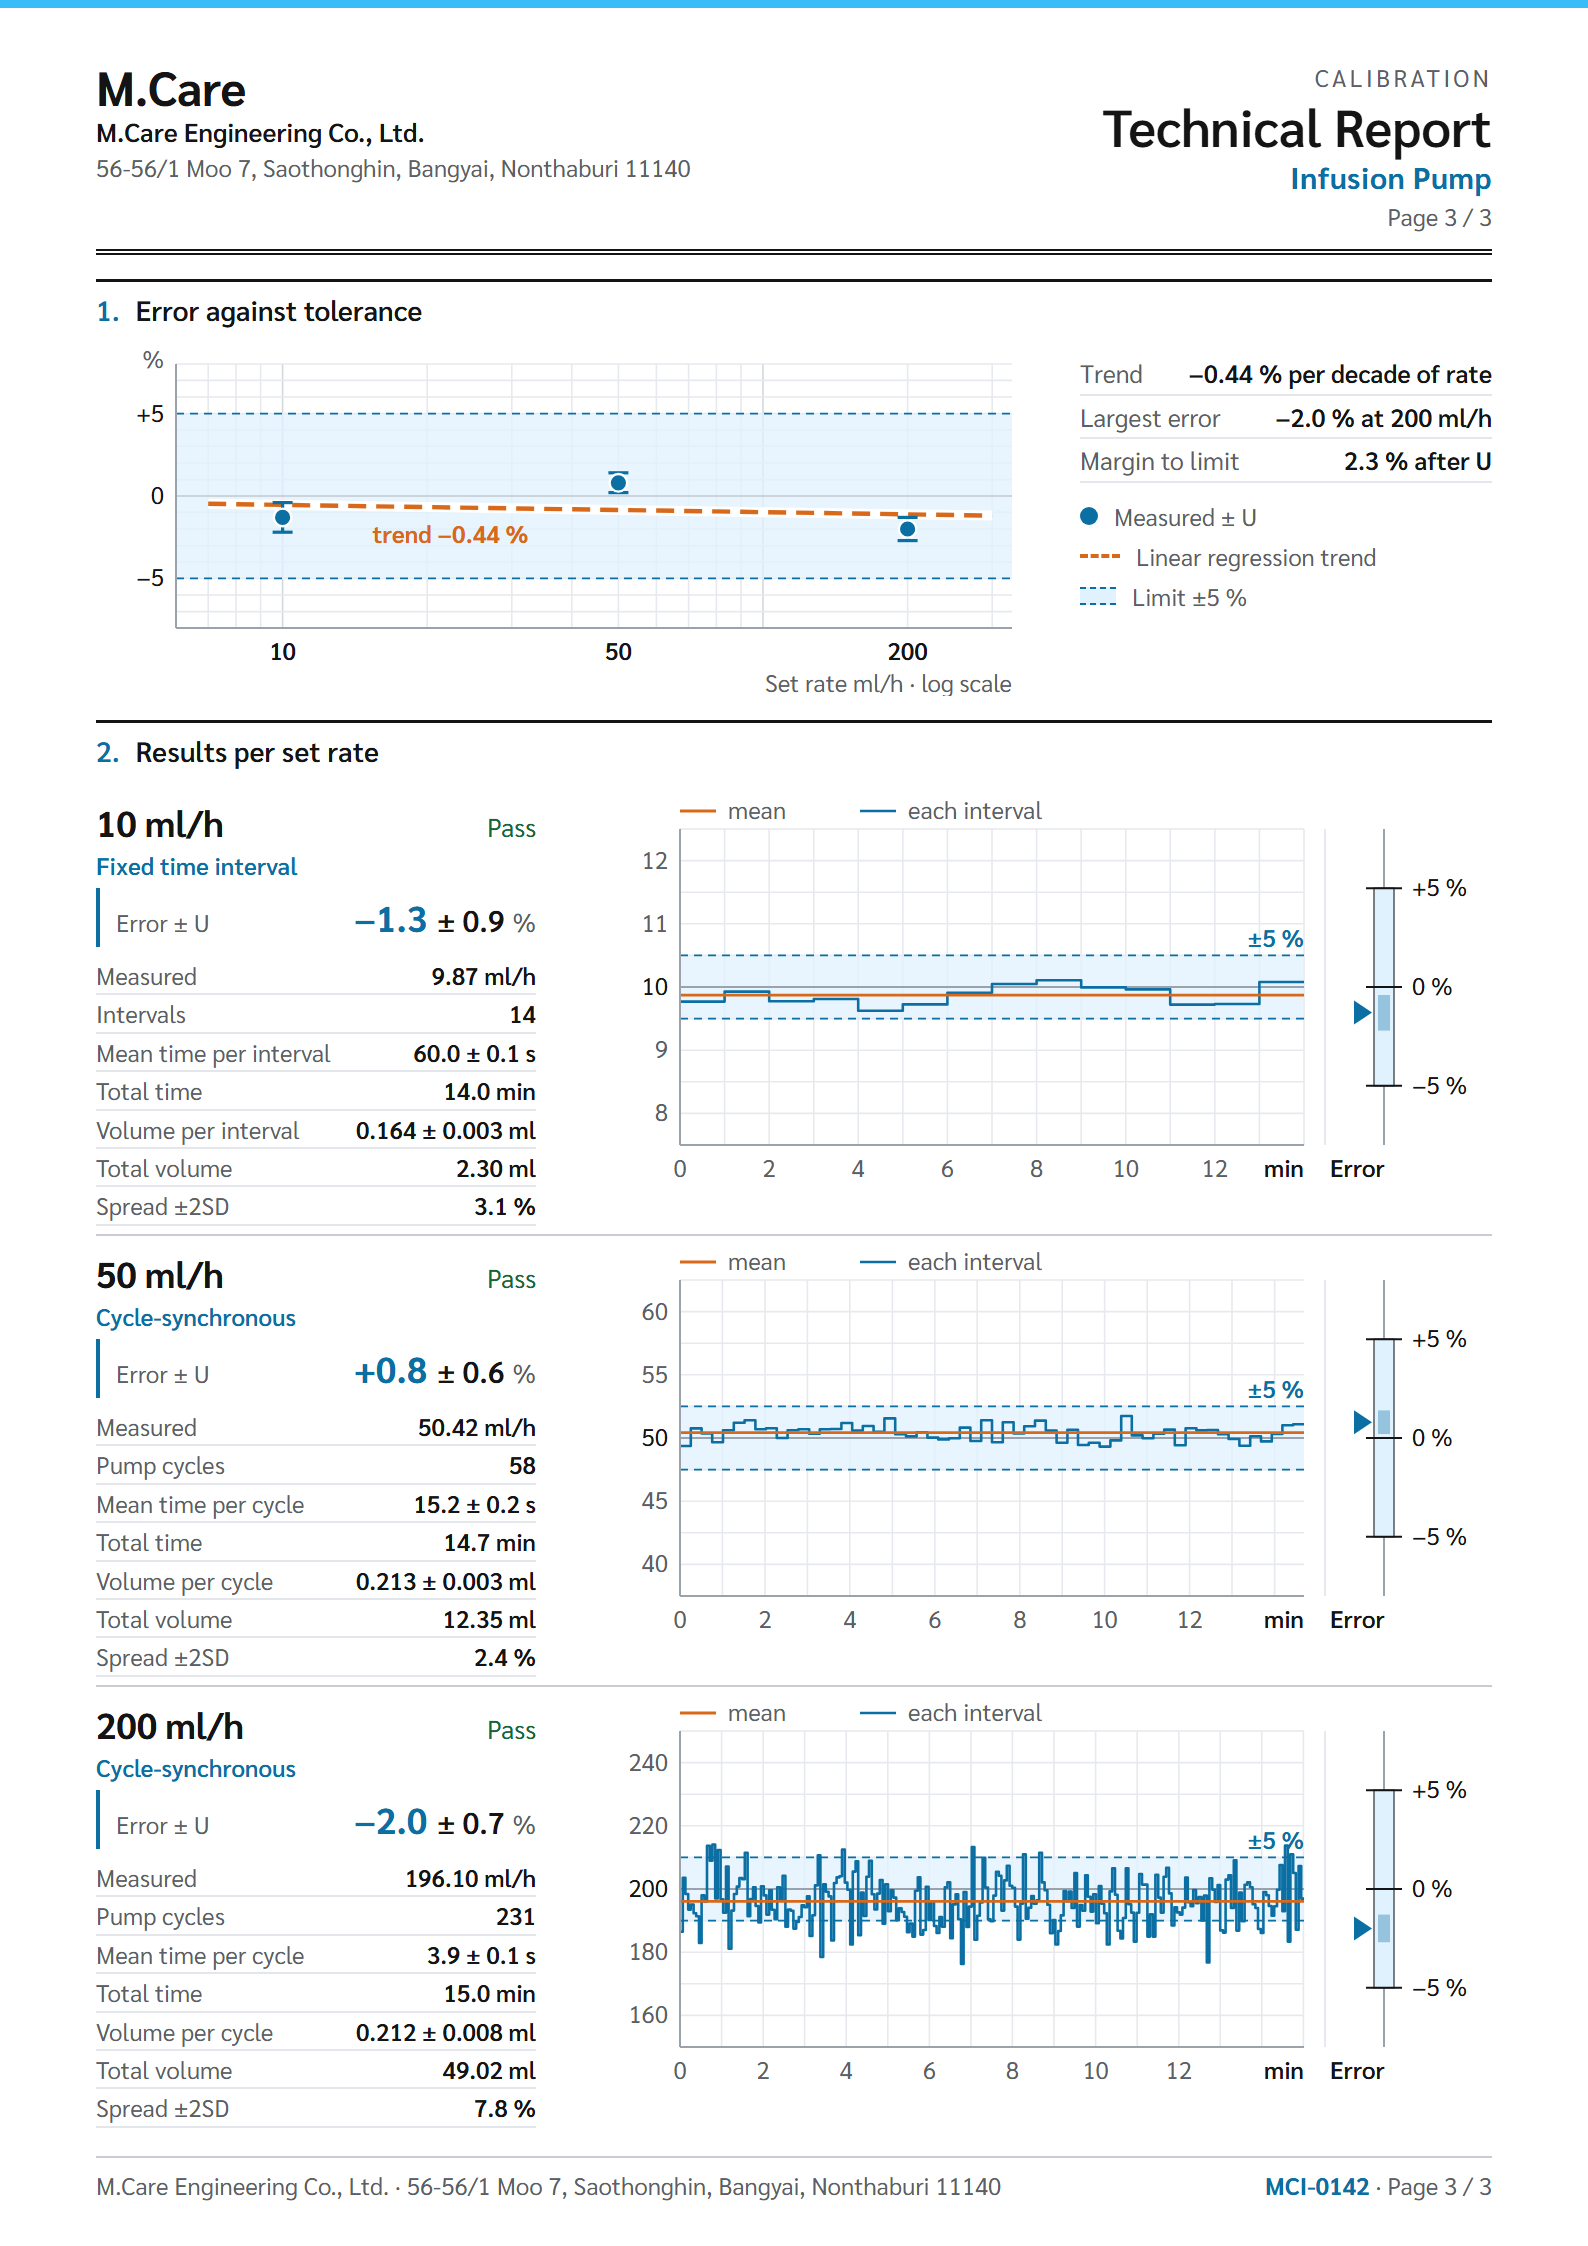 M.Care
M.Care Engineering Co., Ltd.
56-56/1 Moo 7, Saothonghin, Bangyai, Nonthaburi 11140
CALIBRATION
Technical Report
Infusion Pump
Page 3 / 3
1. Error against tolerance
%
+5
0
−5
trend −0.44 %
10 50 200
Set rate ml/h · log scale
Trend −0.44 % per decade of rate
Largest error −2.0 % at 200 ml/h
Margin to limit 2.3 % after U
Measured ± U
Linear regression trend
Limit ±5 %
2. Results per set rate
10 ml/h Pass
Fixed time interval
Error ± U −1.3 ± 0.9 %
Measured 9.87 ml/h
Intervals 14
Mean time per interval 60.0 ± 0.1 s
Total time 14.0 min
Volume per interval 0.164 ± 0.003 ml
Total volume 2.30 ml
Spread ±2SD 3.1 %
mean each interval
12
11
10
9
8
±5 %
0 2 4 6 8 10 12 min
+5 %
0 %
−5 %
Error
50 ml/h Pass
Cycle-synchronous
Error ± U +0.8 ± 0.6 %
Measured 50.42 ml/h
Pump cycles 58
Mean time per cycle 15.2 ± 0.2 s
Total time 14.7 min
Volume per cycle 0.213 ± 0.003 ml
Total volume 12.35 ml
Spread ±2SD 2.4 %
mean each interval
60
55
50
45
40
±5 %
0 2 4 6 8 10 12 min
+5 %
0 %
−5 %
Error
200 ml/h Pass
Cycle-synchronous
Error ± U −2.0 ± 0.7 %
Measured 196.10 ml/h
Pump cycles 231
Mean time per cycle 3.9 ± 0.1 s
Total time 15.0 min
Volume per cycle 0.212 ± 0.008 ml
Total volume 49.02 ml
Spread ±2SD 7.8 %
mean each interval
240
220
200
180
160
±5 %
0 2 4 6 8 10 12 min
+5 %
0 %
−5 %
Error
M.Care Engineering Co., Ltd. · 56-56/1 Moo 7, Saothonghin, Bangyai, Nonthaburi 11140
MCI-0142 · Page 3 / 3